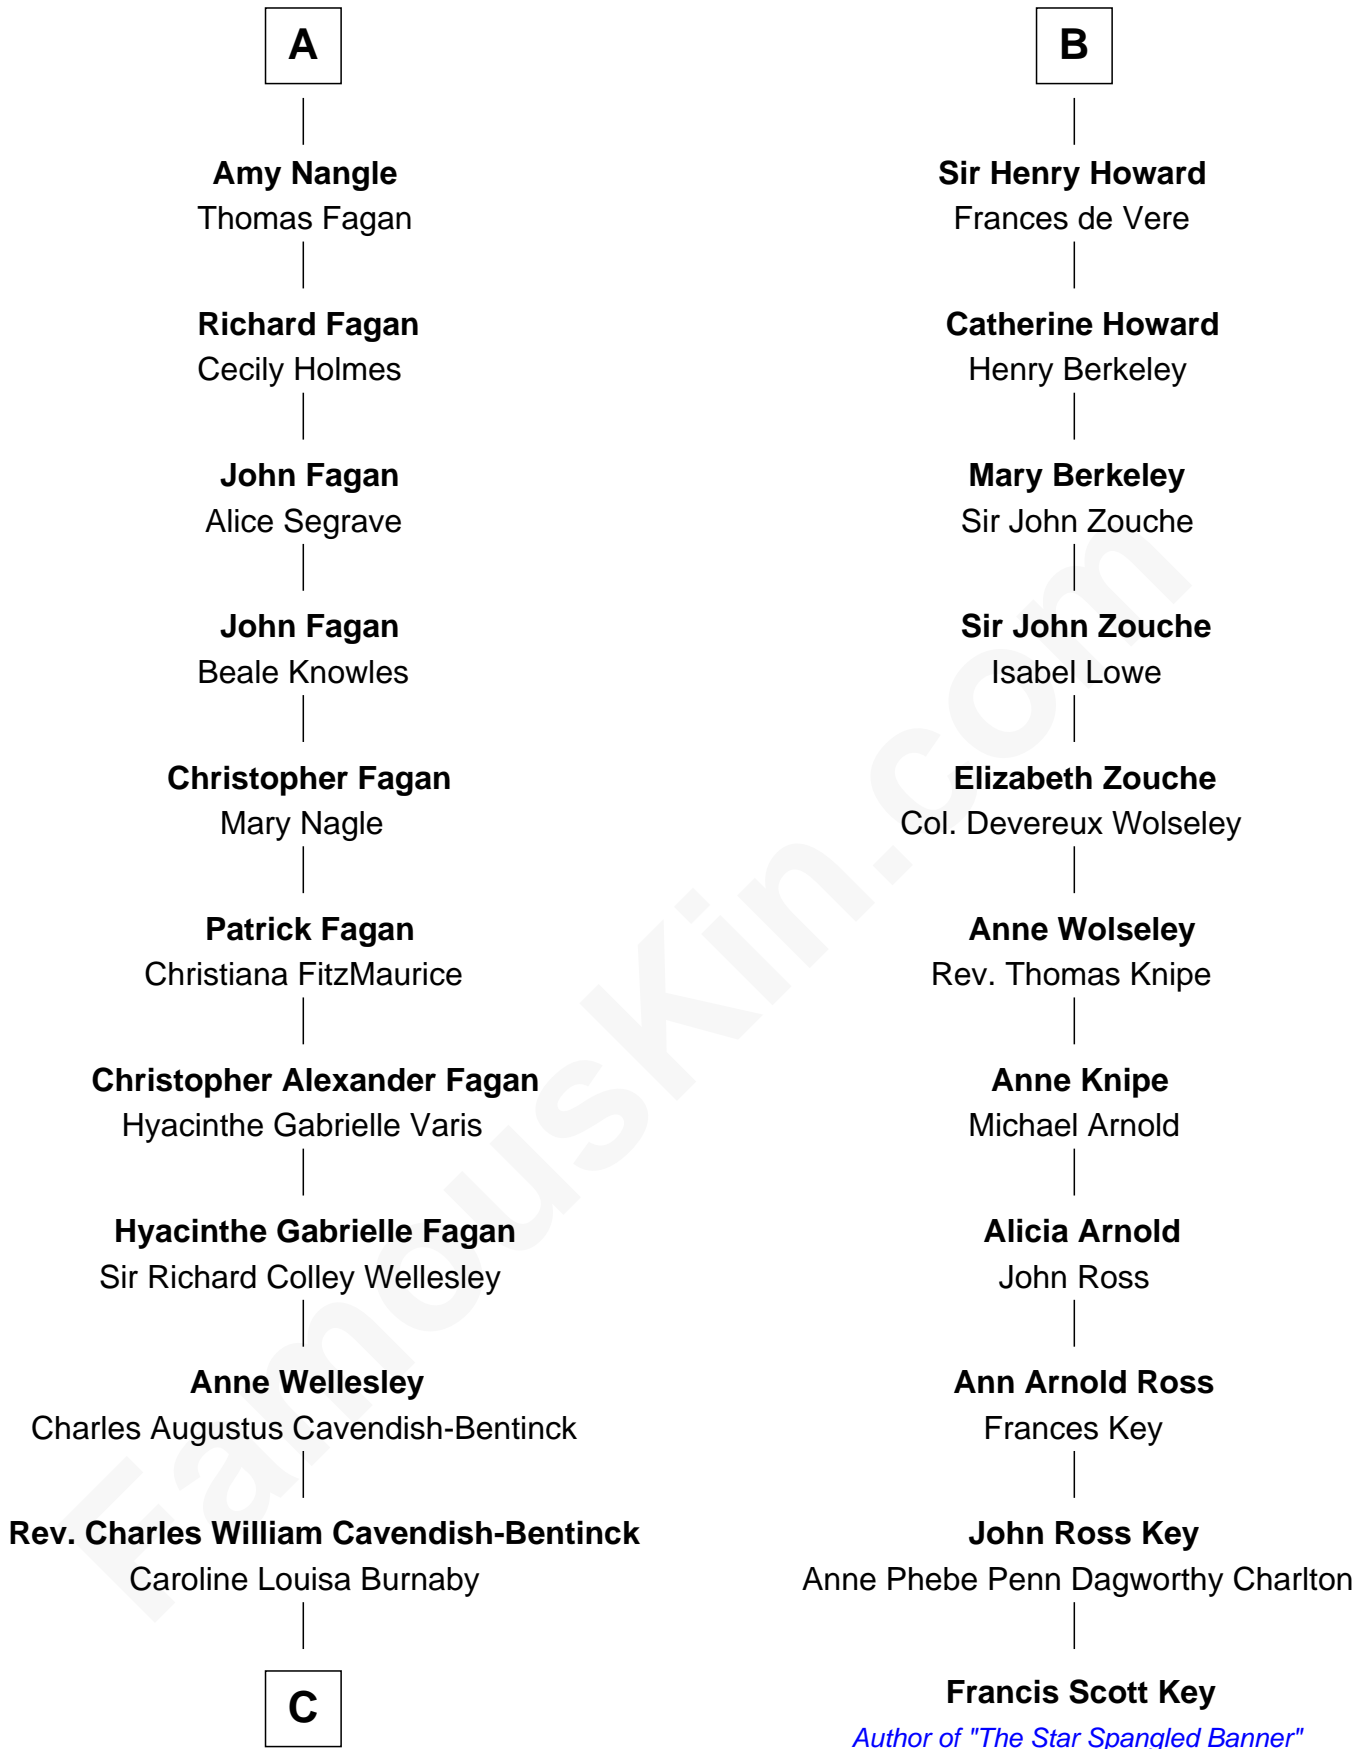 A
Amy Nangle
Thomas Fagan
Richard Fagan
Cecily Holmes
John Fagan
Alice Segrave
John Fagan
Beale Knowles
Christopher Fagan
Mary Nagle
Patrick Fagan
Christiana FitzMaurice
Christopher Alexander Fagan
Hyacinthe Gabrielle Varis
Hyacinthe Gabrielle Fagan
Sir Richard Colley Wellesley
Anne Wellesley
Charles Augustus Cavendish-Bentinck
Rev. Charles William Cavendish-Bentinck
Caroline Louisa Burnaby
C
B
Sir Henry Howard
Frances de Vere
Catherine Howard
Henry Berkeley
Mary Berkeley
Sir John Zouche
Sir John Zouche
Isabel Lowe
Elizabeth Zouche
Col. Devereux Wolseley
Anne Wolseley
Rev. Thomas Knipe
Anne Knipe
Michael Arnold
Alicia Arnold
John Ross
Ann Arnold Ross
Frances Key
John Ross Key
Anne Phebe Penn Dagworthy Charlton
Francis Scott Key
Author of "The Star Spangled Banner"
FamousKin.com